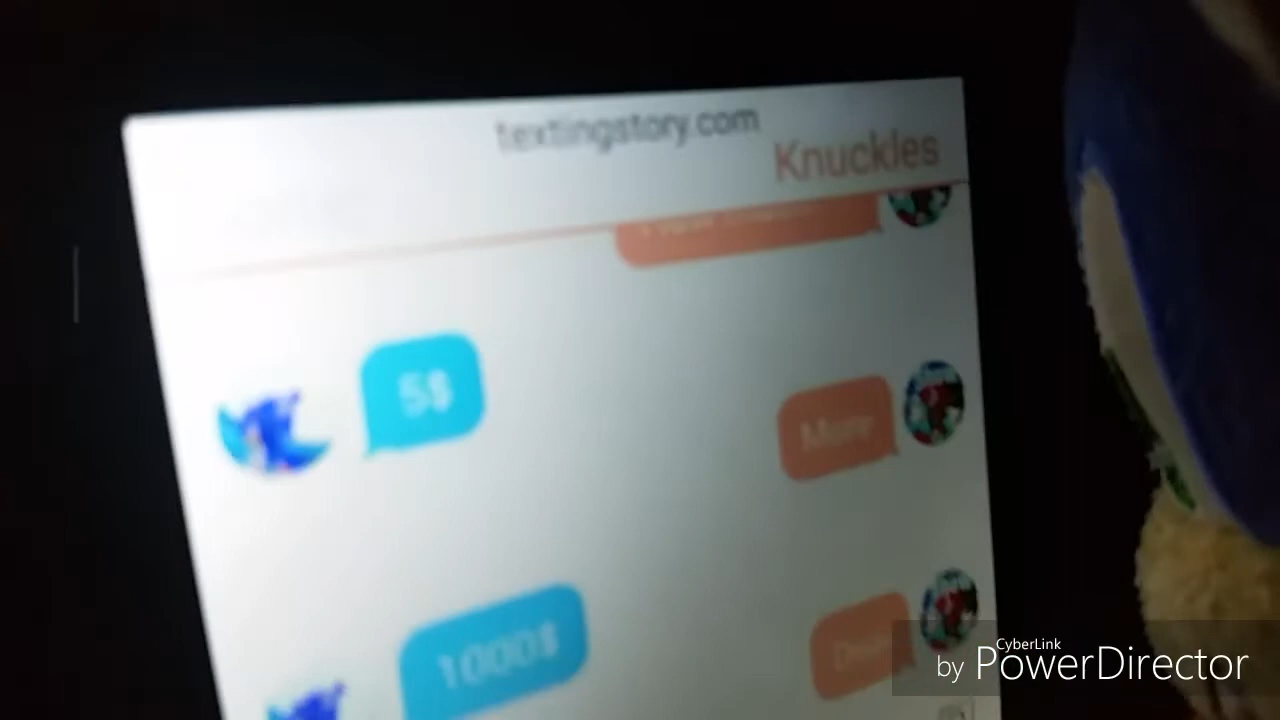 textingstory.com
Knuckles
5$
More
1000$
CyberLink
by PowerDirector